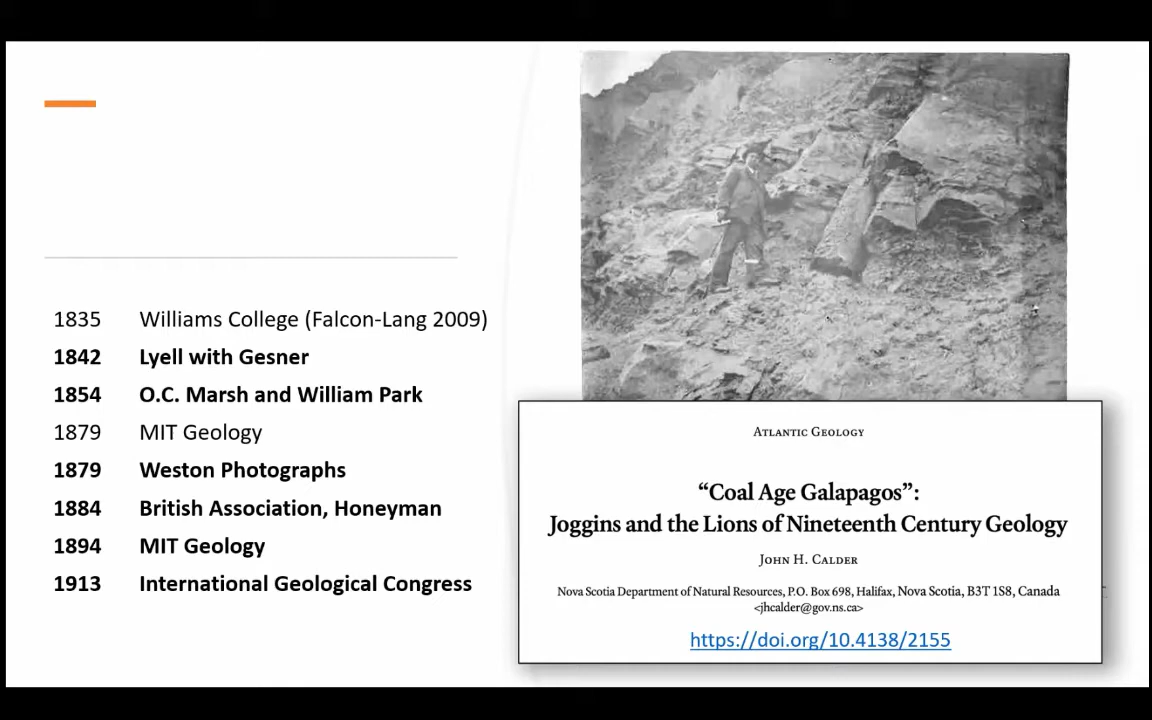 1835 Williams College (Falcon-Lang 2009)
1842 Lyell with Gesner
1854 O.C. Marsh and William Park
1879 MIT Geology
1879 Weston Photographs
1884 British Association, Honeyman
1894 MIT Geology
1913 International Geological Congress
Atlantic Geology
“Coal Age Galapagos”:
Joggins and the Lions of Nineteenth Century Geology
John H. Calder
Nova Scotia Department of Natural Resources, P.O. Box 698, Halifax, Nova Scotia, B3T 1S8, Canada
<jhcalder@gov.ns.ca>
https://doi.org/10.4138/2155